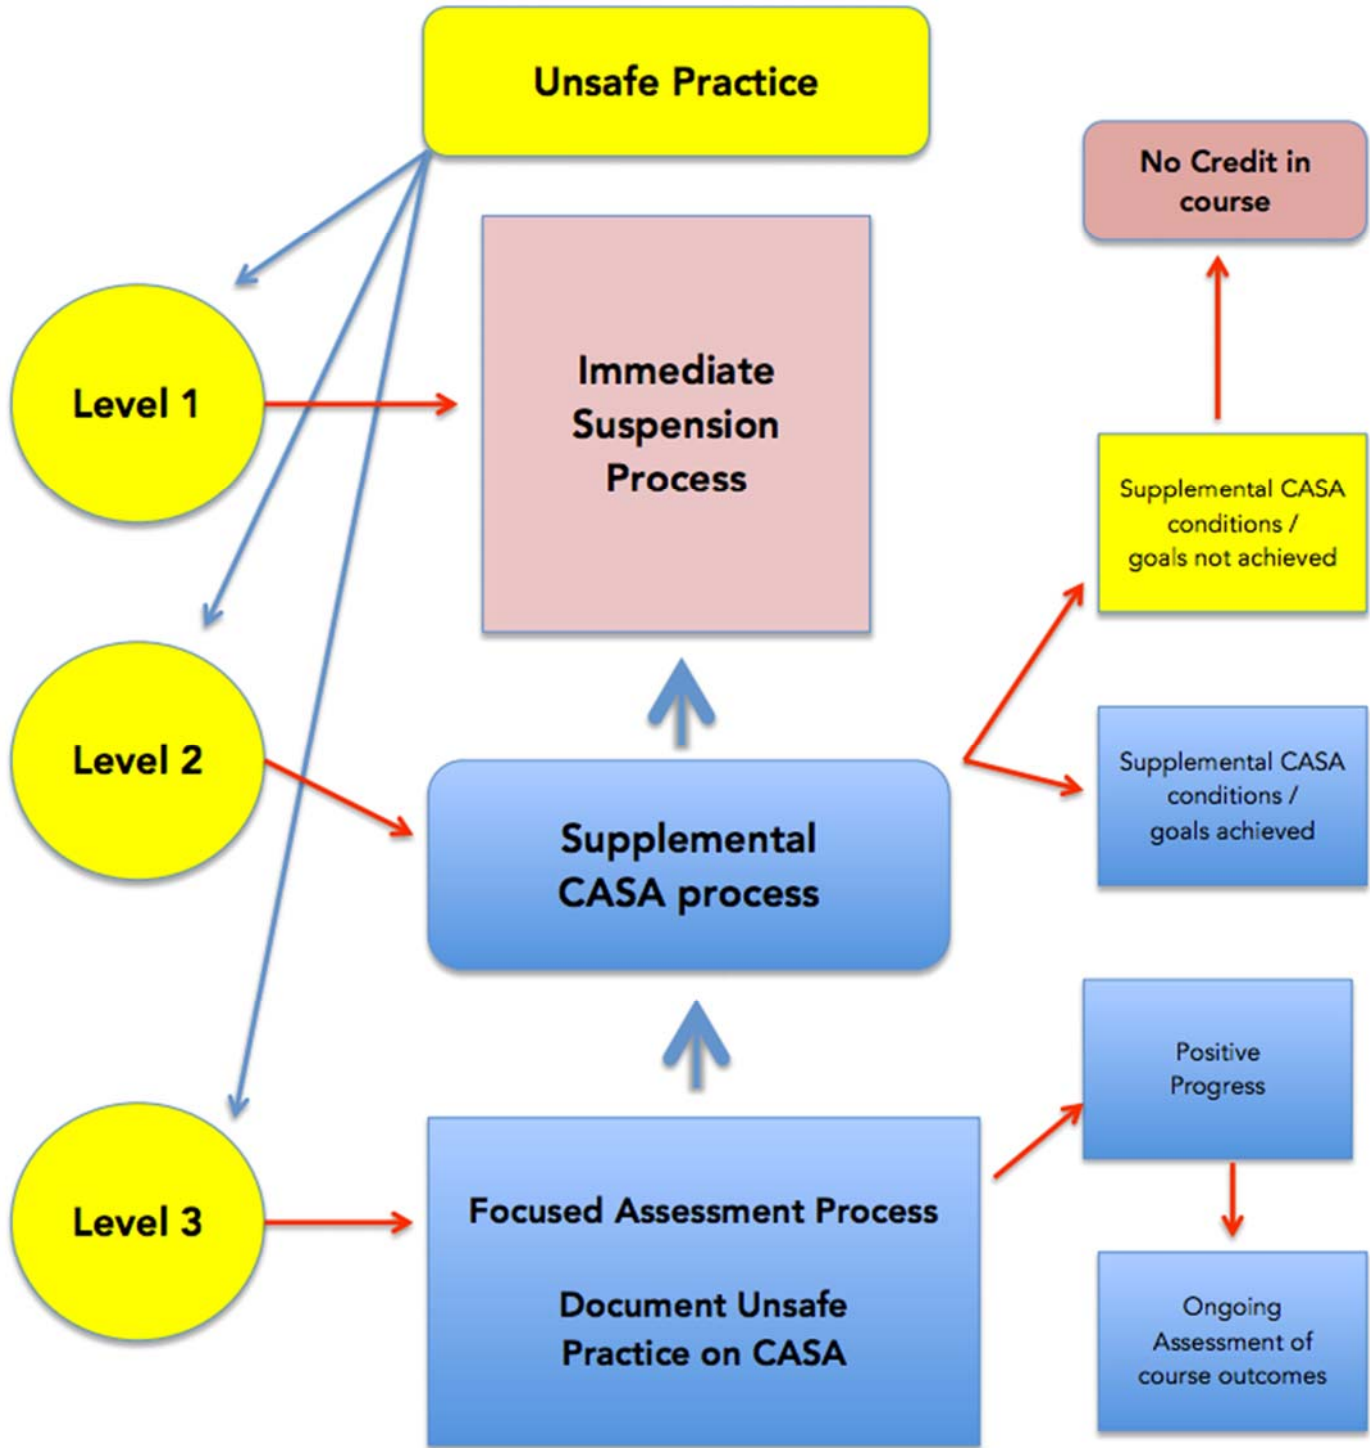 Unsafe Practice
No Credit in
course
Level 1
Immediate
Suspension
Process
Supplemental CASA
conditions /
goals not achieved
Level 2
Supplemental CASA
conditions /
goals achieved
Supplemental
CASA process
Positive
Progress
Level 3
Focused Assessment Process
Document Unsafe
Practice on CASA
Ongoing
Assessment of
course outcomes